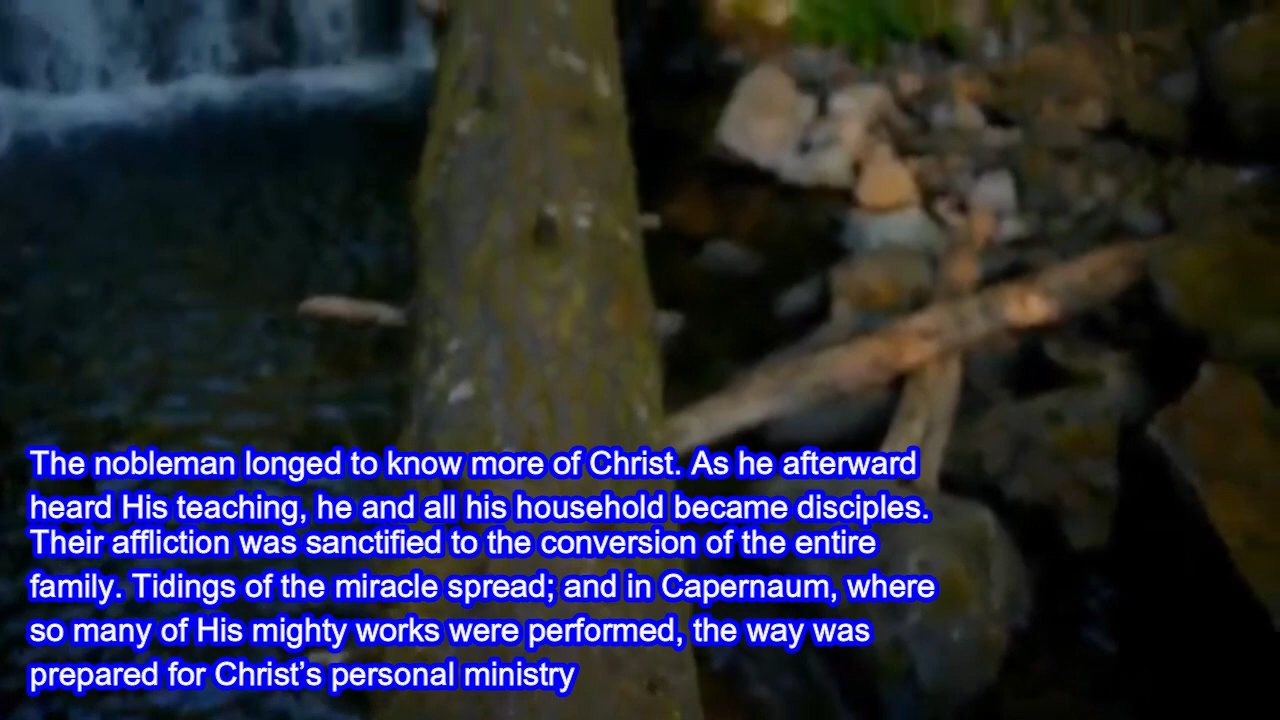 The nobleman longed to know more of Christ. As he afterward
heard His teaching, he and all his household became disciples.
Their affliction was sanctified to the conversion of the entire
family. Tidings of the miracle spread; and in Capernaum, where
so many of His mighty works were performed, the way was
prepared for Christ’s personal ministry